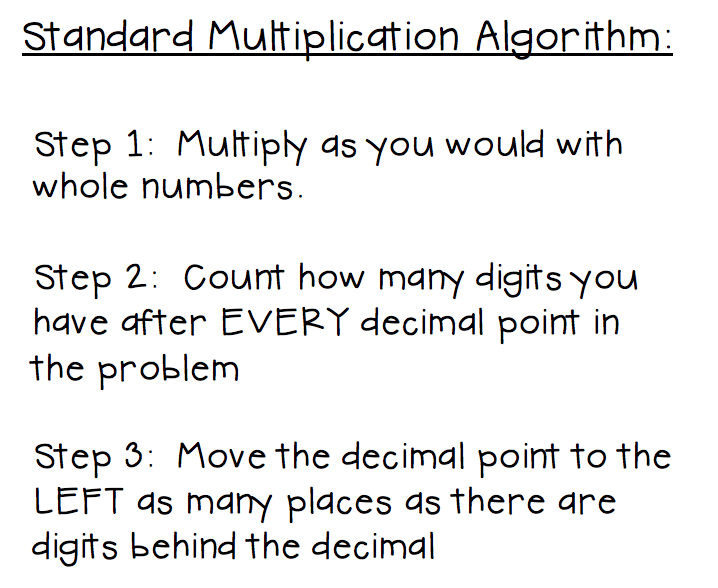 Standard Multiplication Algorithm:
Step 1: Multiply as you would with
whole numbers.
Step 2: Count how many digits you
have after EVERY decimal point in
the problem
Step 3: Move the decimal point to the
LEFT as many places as there are
digits behind the decimal